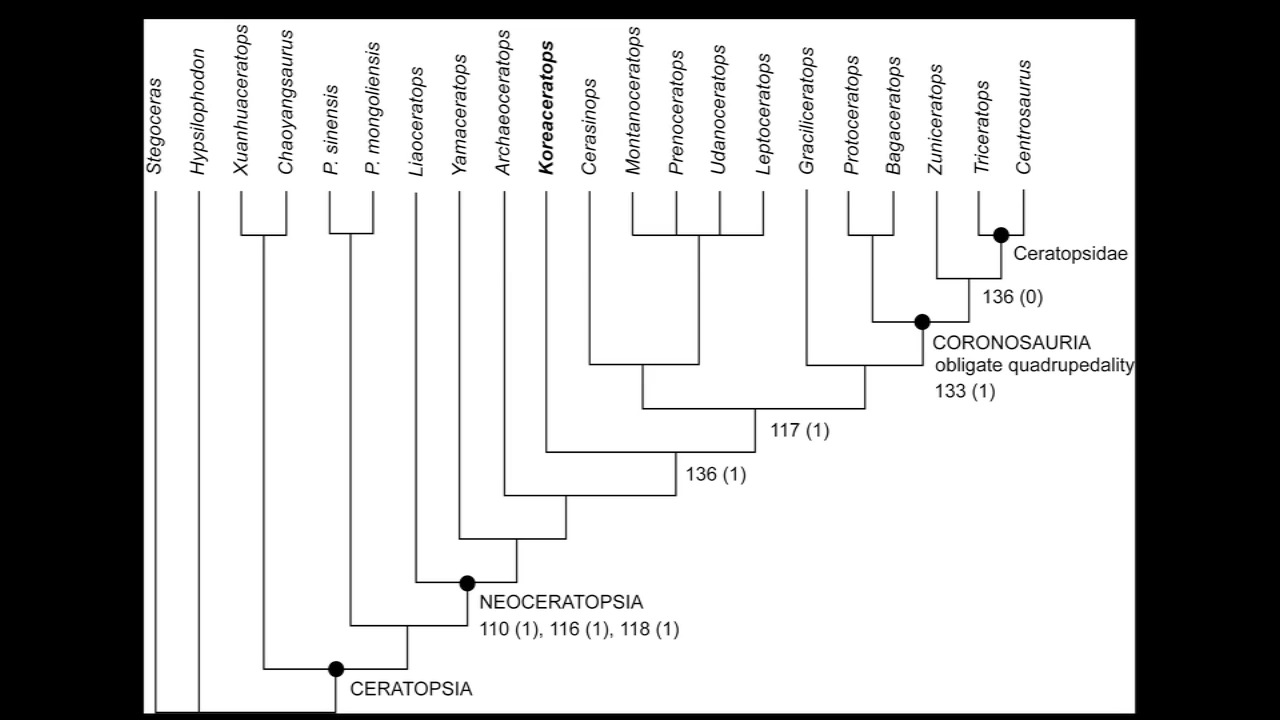 Stegoceras
Hypsilophodon
Xuanhuaceratops
Chaoyangsaurus
P. sinensis
P. mongoliensis
Liaoceratops
Yamaceratops
Archaeoceratops
Koreaceratops
Cerasinops
Montanoceratops
Prenoceratops
Udanoceratops
Leptoceratops
Graciliceratops
Protoceratops
Bagaceratops
Zuniceratops
Triceratops
Centrosaurus
Ceratopsidae
136 (0)
CORONOSAURIA
obligate quadrupedality
133 (1)
117 (1)
136 (1)
NEOCERATOPSIA
110 (1), 116 (1), 118 (1)
CERATOPSIA